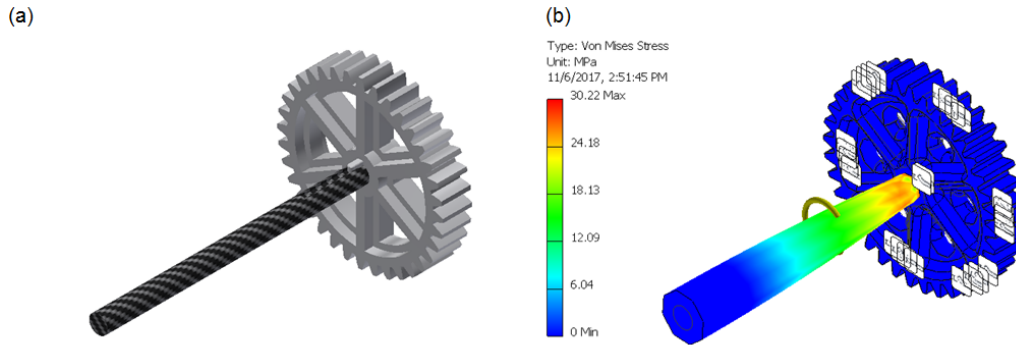 (a)
(b)
Type: Von Mises Stress
Unit: MPa
11/6/2017, 2:51:45 PM
30.22 Max
24.18
18.13
12.09
6.04
0 Min